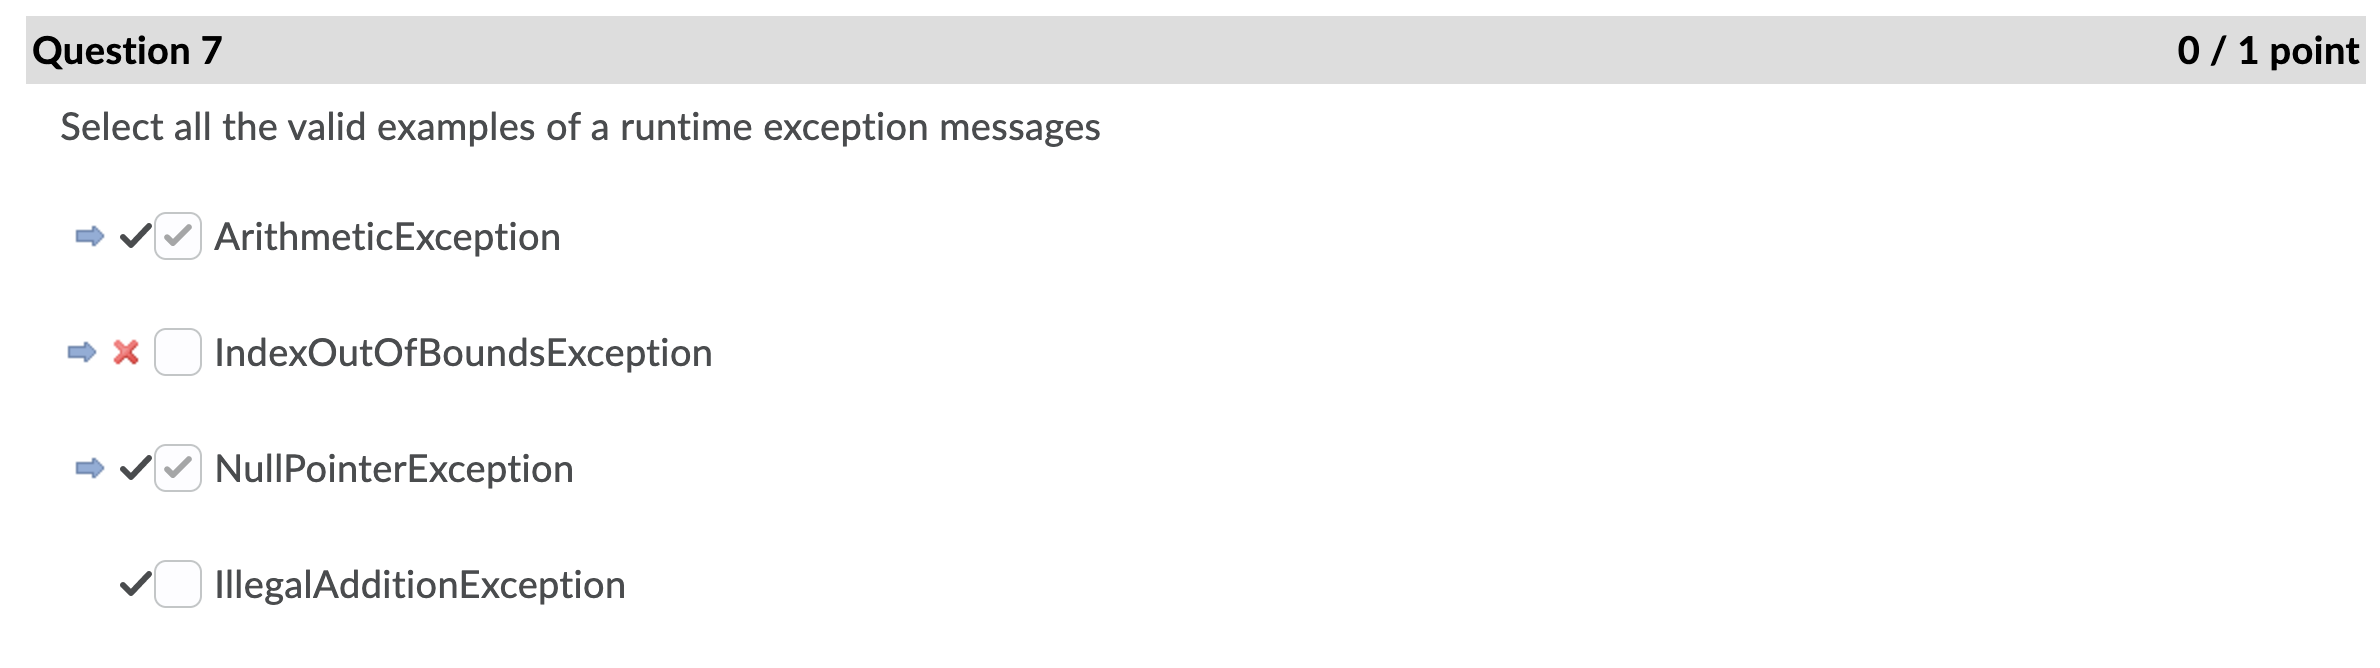 Question 7 0 / 1 point
Select all the valid examples of a runtime exception messages
ArithmeticException
IndexOutOfBoundsException
NullPointerException
IllegalAdditionException